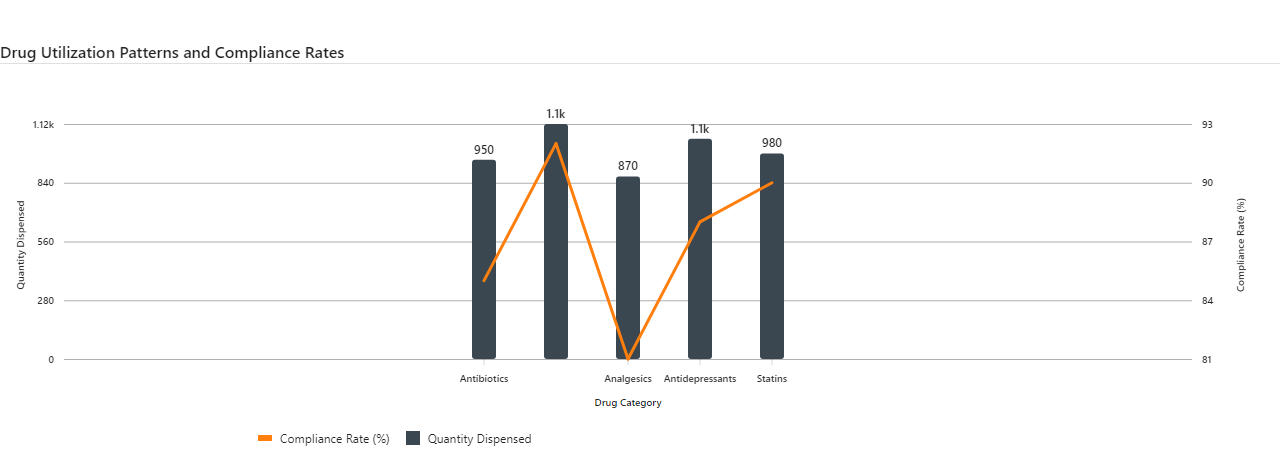 Drug Utilization Patterns and Compliance Rates
1.1k
1.12k 1.1k 93
950 870 980
840 90
560 87
280 84
0 81
Quantity Dispensed
Compliance Rate (%)
Antibiotics Analgesics Antidepressants Statins
Drug Category
Compliance Rate (%) Quantity Dispensed